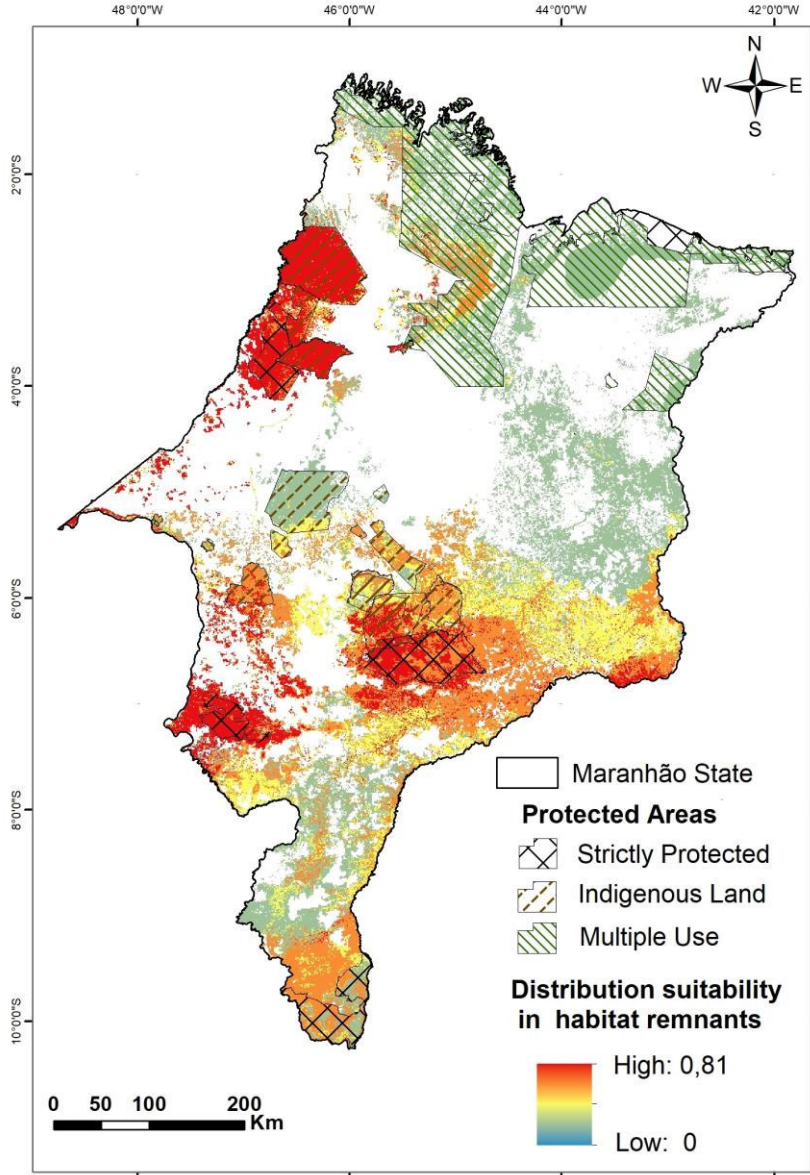 48°0'0"W 46°0'0"W 44°0'0"W 42°0'0"W
N
W E
S
2°0'0"S
4°0'0"S
6°0'0"S
8°0'0"S
10°0'0"S
Maranhão State
Protected Areas
Strictly Protected
Indigenous Land
Multiple Use
Distribution suitability
in habitat remnants
High: 0,81
Low: 0
0 50 100 200
Km